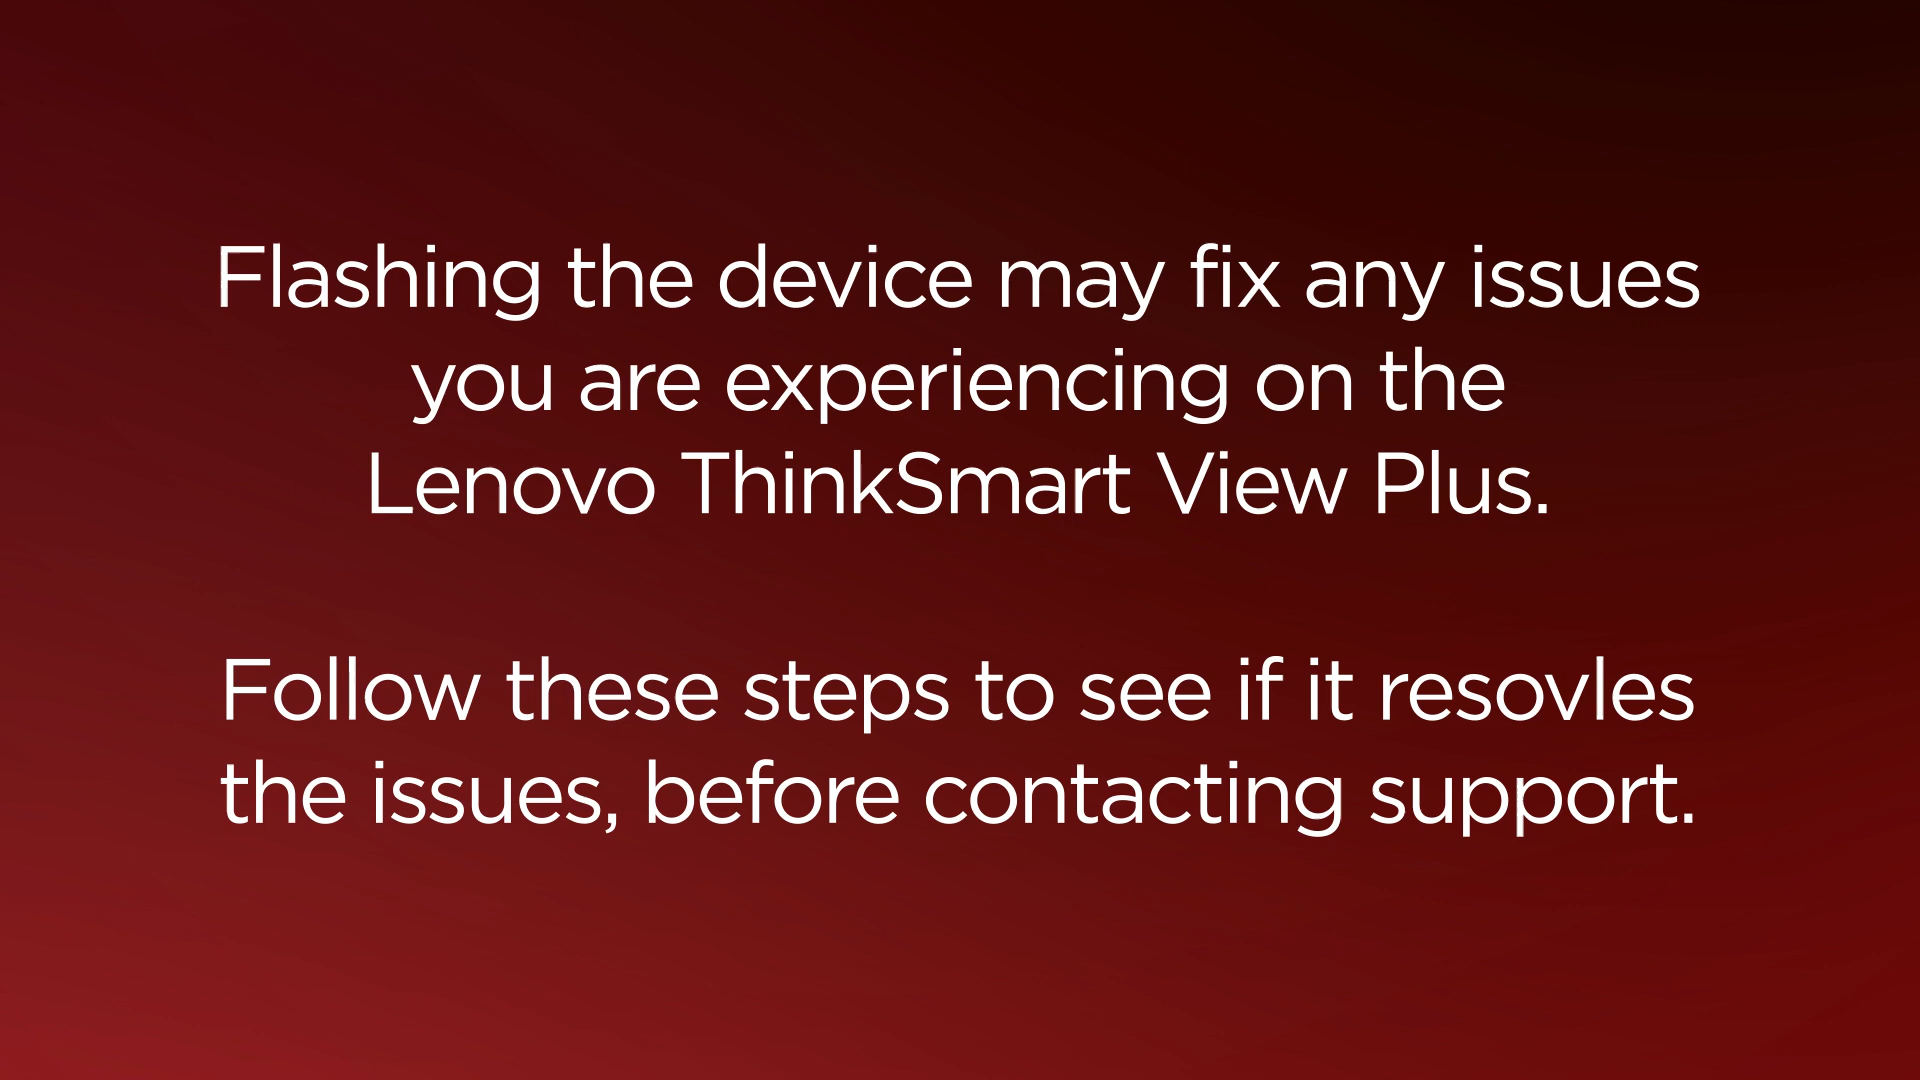 Flashing the device may fix any issues
you are experiencing on the
Lenovo ThinkSmart View Plus.
Follow these steps to see if it resovles
the issues, before contacting support.